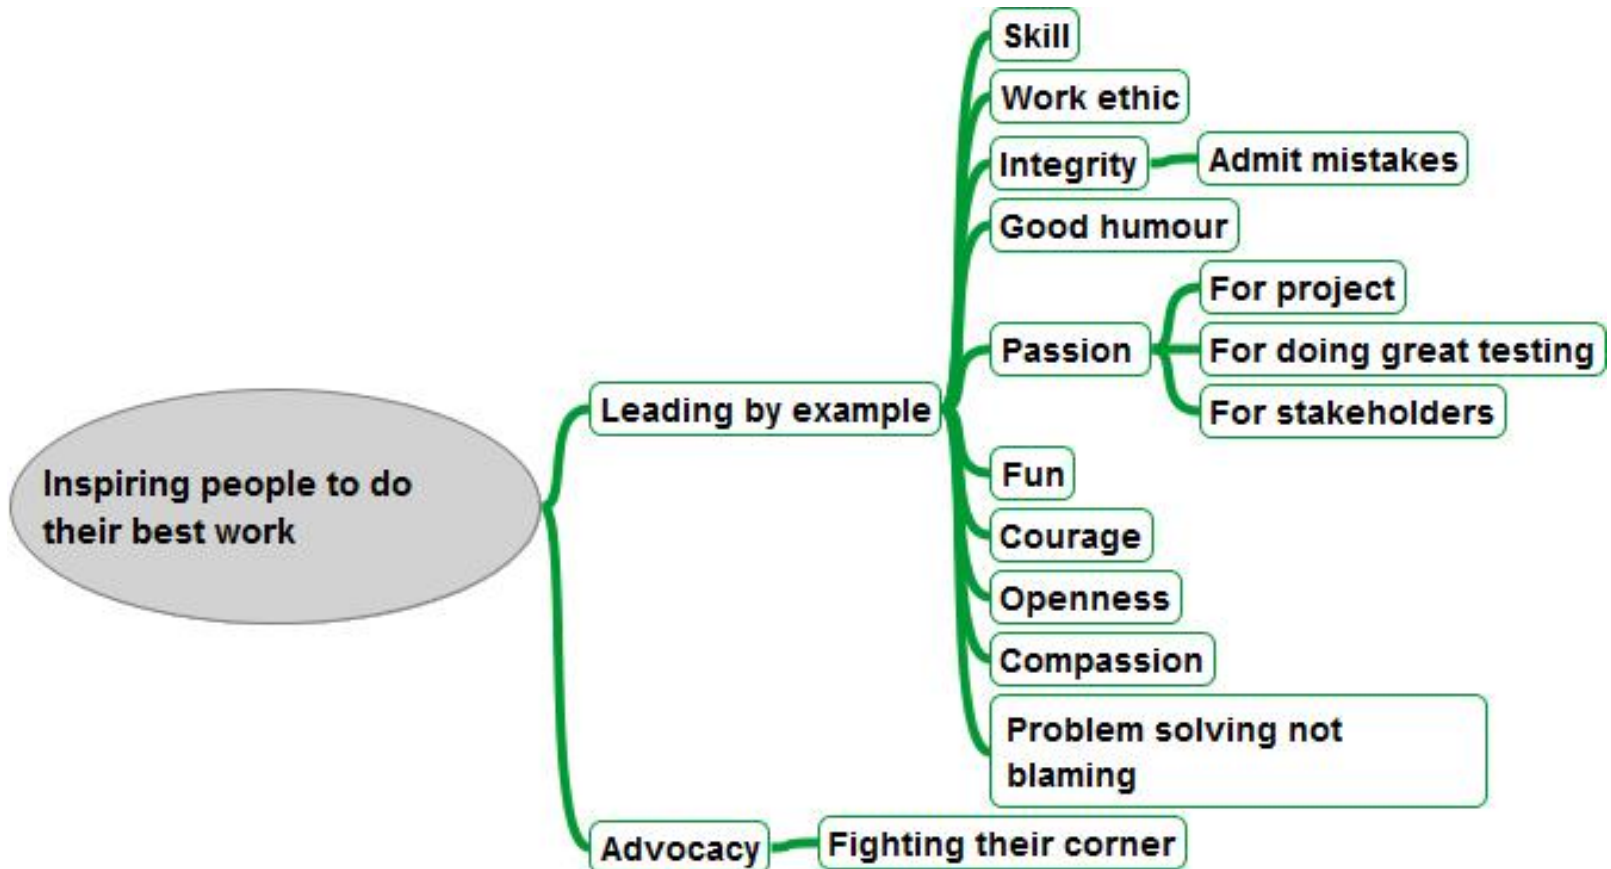 Skill
Work ethic
Integrity
Admit mistakes
Good humour
For project
Passion
For doing great testing
For stakeholders
Leading by example
Inspiring people to do
their best work
Fun
Courage
Openness
Compassion
Problem solving not
blaming
Advocacy
Fighting their corner